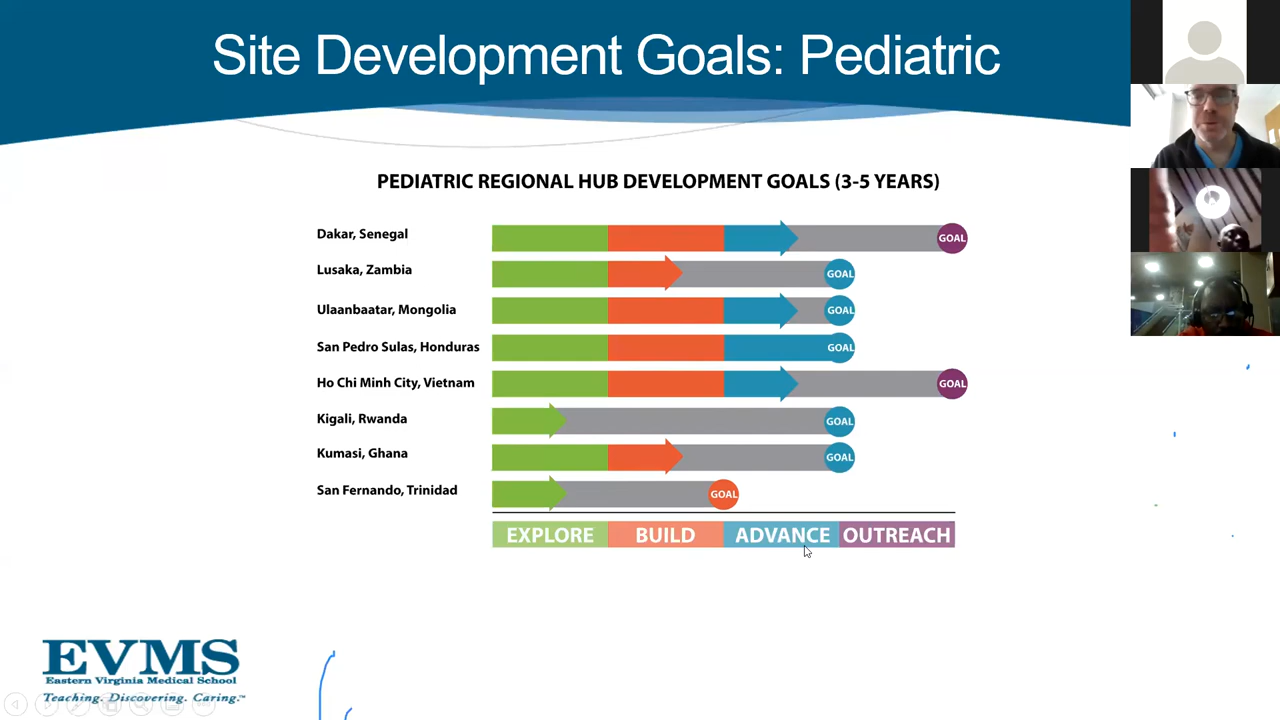 Site Development Goals: Pediatric
PEDIATRIC REGIONAL HUB DEVELOPMENT GOALS (3-5 YEARS)
Dakar, Senegal GOAL
Lusaka, Zambia GOAL
Ulaanbaatar, Mongolia GOAL
San Pedro Sulas, Honduras GOAL
Ho Chi Minh City, Vietnam GOAL
Kigali, Rwanda GOAL
Kumasi, Ghana GOAL
San Fernando, Trinidad GOAL
EXPLORE BUILD ADVANCE OUTREACH
EVMS
Eastern Virginia Medical School
Teaching. Discovering. Caring.™